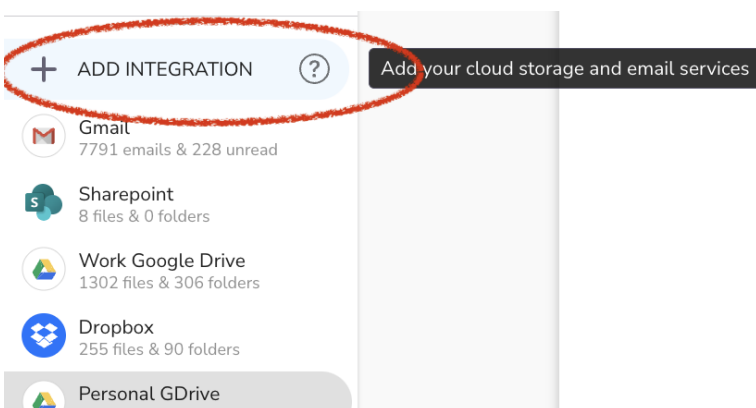 ADD INTEGRATION ?
Add your cloud storage and email services
Gmail
7791 emails & 228 unread
S
Sharepoint
8 files & 0 folders
Work Google Drive
1302 files & 306 folders
Dropbox
255 files & 90 folders
Personal GDrive